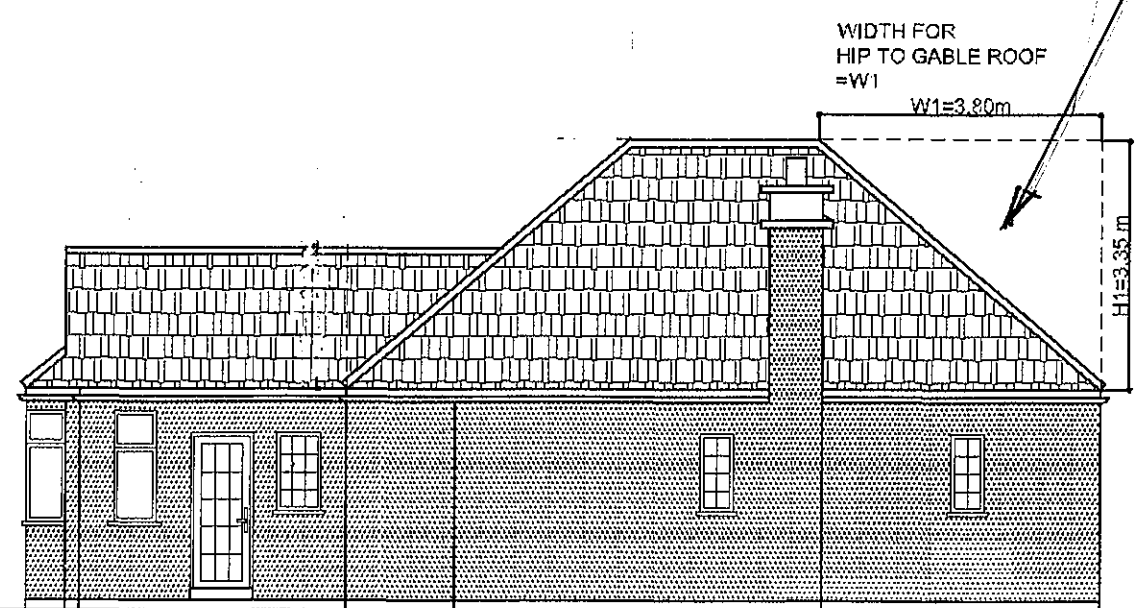 WIDTH FOR
HIP TO GABLE ROOF
=W1
W1=3.80m
H1=3.35 m